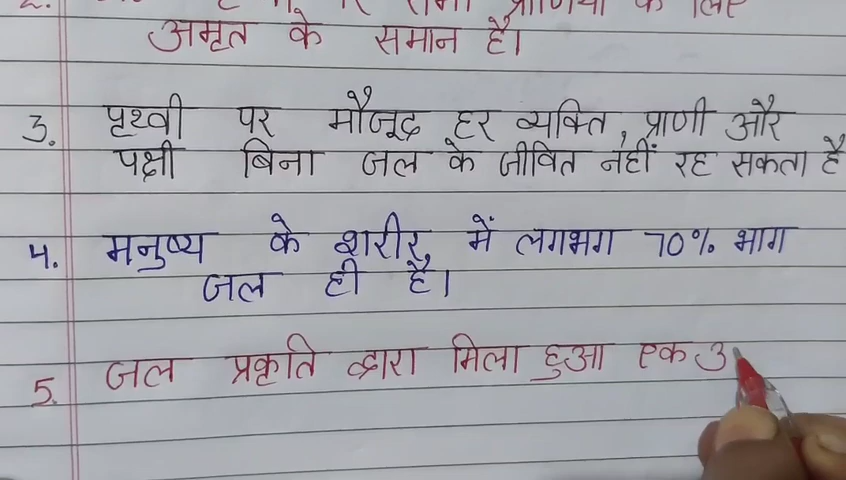 2. के लिए
अमृत के समान है।
3. पृथ्वी पर मौजूद हर व्यक्ति, प्राणी और
पक्षी बिना जल के जीवित नहीं रह सकता है
4. मनुष्य के शरीर में लगभग 70% भाग
जल ही है।
5. जल प्रकृति द्वारा मिला हुआ एक